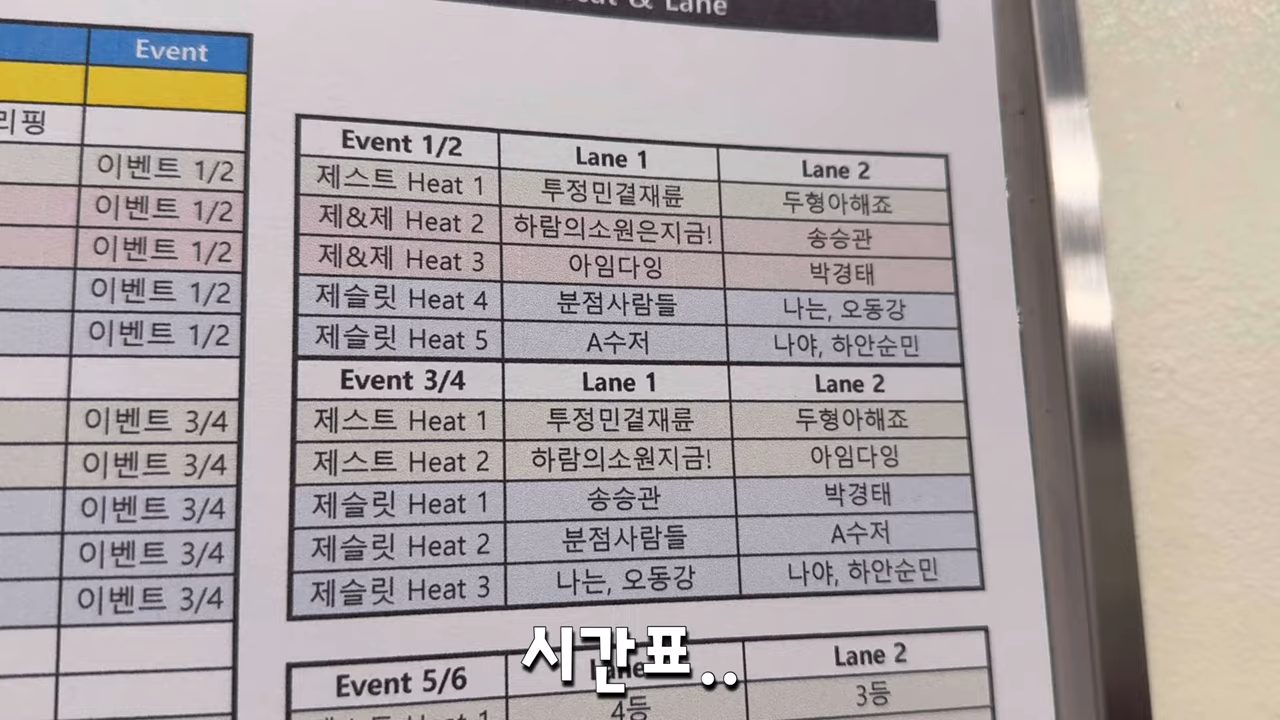 Heat & Lane
Event
리핑
이벤트 1/2
이벤트 1/2
이벤트 1/2
이벤트 1/2
이벤트 1/2
이벤트 3/4
이벤트 3/4
이벤트 3/4
이벤트 3/4
이벤트 3/4
Event 1/2 Lane 1 Lane 2
제스트 Heat 1 투정민곁재륜 두형아해죠
제&제 Heat 2 하람의소원은지금! 송승관
제&제 Heat 3 아임다잉 박경태
제슬릿 Heat 4 분점사람들 나는, 오동강
제슬릿 Heat 5 A수저 나야, 하안순민
Event 3/4 Lane 1 Lane 2
제스트 Heat 1 투정민곁재륜 두형아해죠
제스트 Heat 2 하람의소원지금! 아임다잉
제슬릿 Heat 1 송승관 박경태
제슬릿 Heat 2 분점사람들 A수저
제슬릿 Heat 3 나는, 오동강 나야, 하안순민
Event 5/6 Lane Lane 2
제스트 Heat 1 4등 3등
시간표..